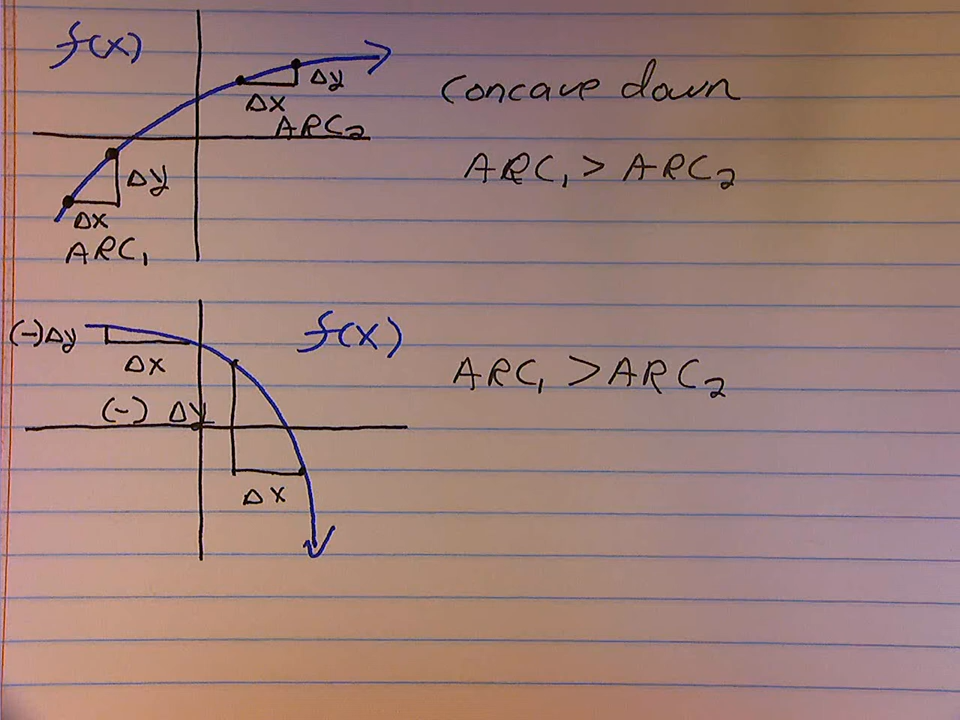 f(x)
Δy
Δx
ARC₂
Concave down
ARC₁ > ARC₂
Δy
Δx
ARC₁
(-)Δy
Δx
f(x)
ARC₁ > ARC₂
(-) Δy
Δx